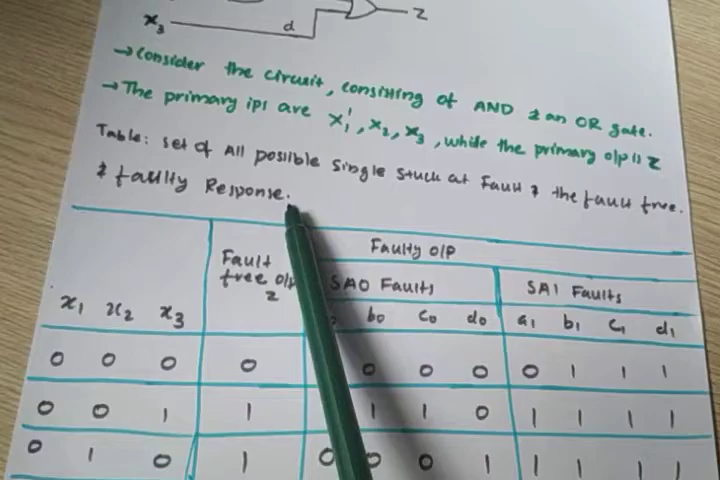 x3 d z
→ Consider the circuit, consisting of AND & an OR gate.
→ The primary ips are x1', x2, x3, while the primary o/p is z
Table: set of All possible single stuck at Fault & the fault free.
& faulty Response.
Faulty O/P
Fault
free o/p
z
SA0 Faults
SA1 Faults
x1 x2 x3
b0 c0 d0 a1 b1 c1 d1
0 0 0 0 0 0 0 0 1 1 1
0 0 1 1 1 1 0 1 1 1 1
0 1 0 1 0 0 0 1 1 1 1 1